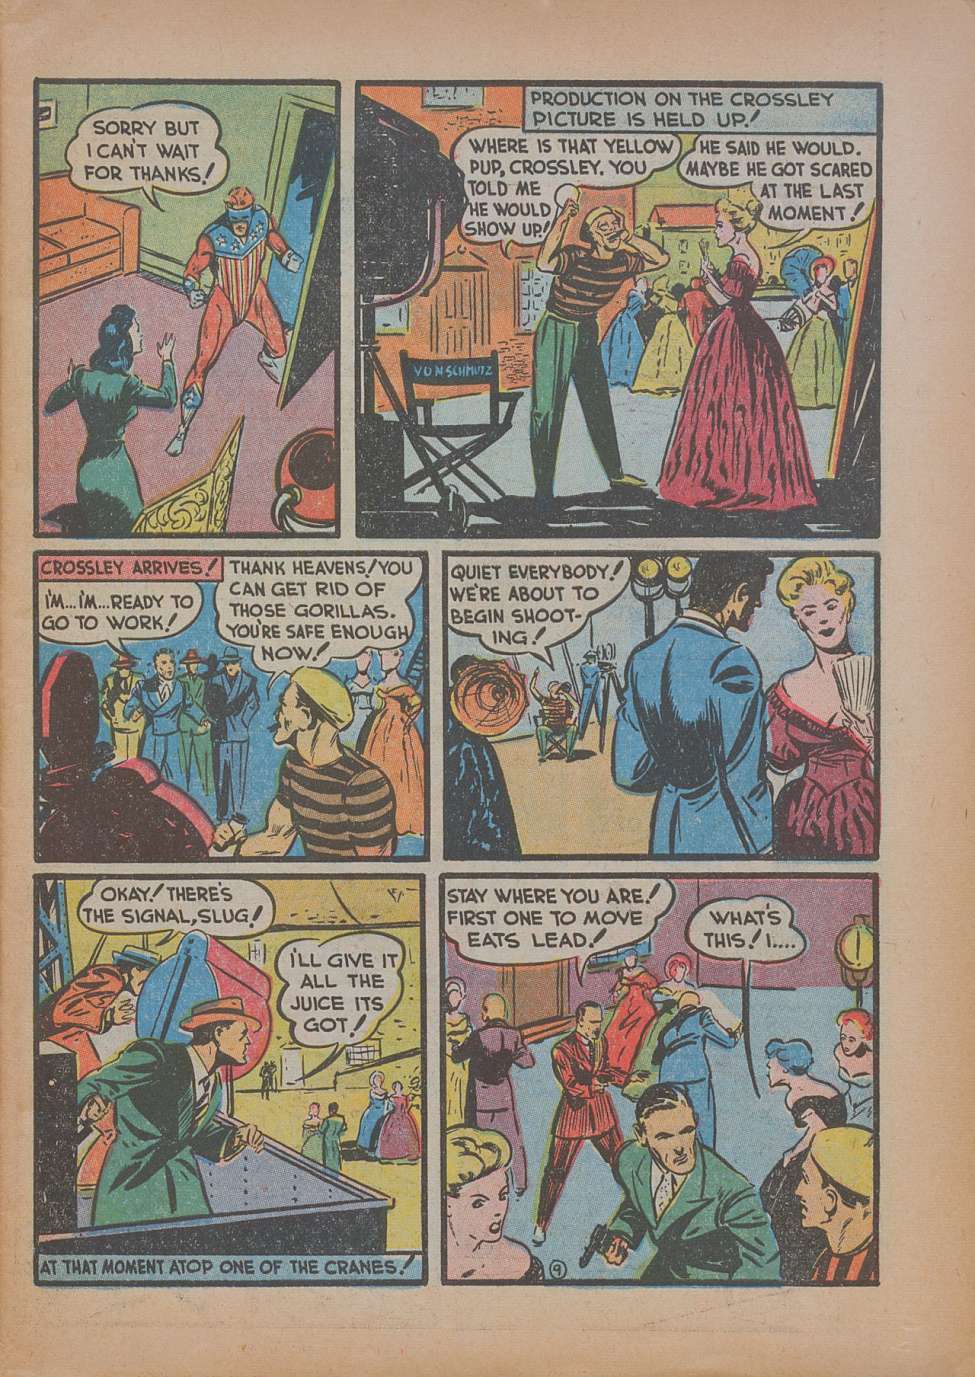 SORRY BUT
I CAN'T WAIT
FOR THANKS!
PRODUCTION ON THE CROSSLEY
PICTURE IS HELD UP!
WHERE IS THAT YELLOW
PUP, CROSSLEY. YOU
TOLD ME
HE WOULD
SHOW UP!
HE SAID HE WOULD.
MAYBE HE GOT SCARED
AT THE LAST
MOMENT!
VON SCHMUTZ
CROSSLEY ARRIVES!
I'M...I'M...READY TO
GO TO WORK!
THANK HEAVENS! YOU
CAN GET RID OF
THOSE GORILLAS.
YOU'RE SAFE ENOUGH
NOW!
QUIET EVERYBODY!
WE'RE ABOUT TO
BEGIN SHOOT-
ING!
OKAY! THERE'S
THE SIGNAL, SLUG!
I'LL GIVE IT
ALL THE
JUICE ITS
GOT!
AT THAT MOMENT ATOP ONE OF THE CRANES!
STAY WHERE YOU ARE!
FIRST ONE TO MOVE
EATS LEAD!
WHAT'S
THIS! I....
9